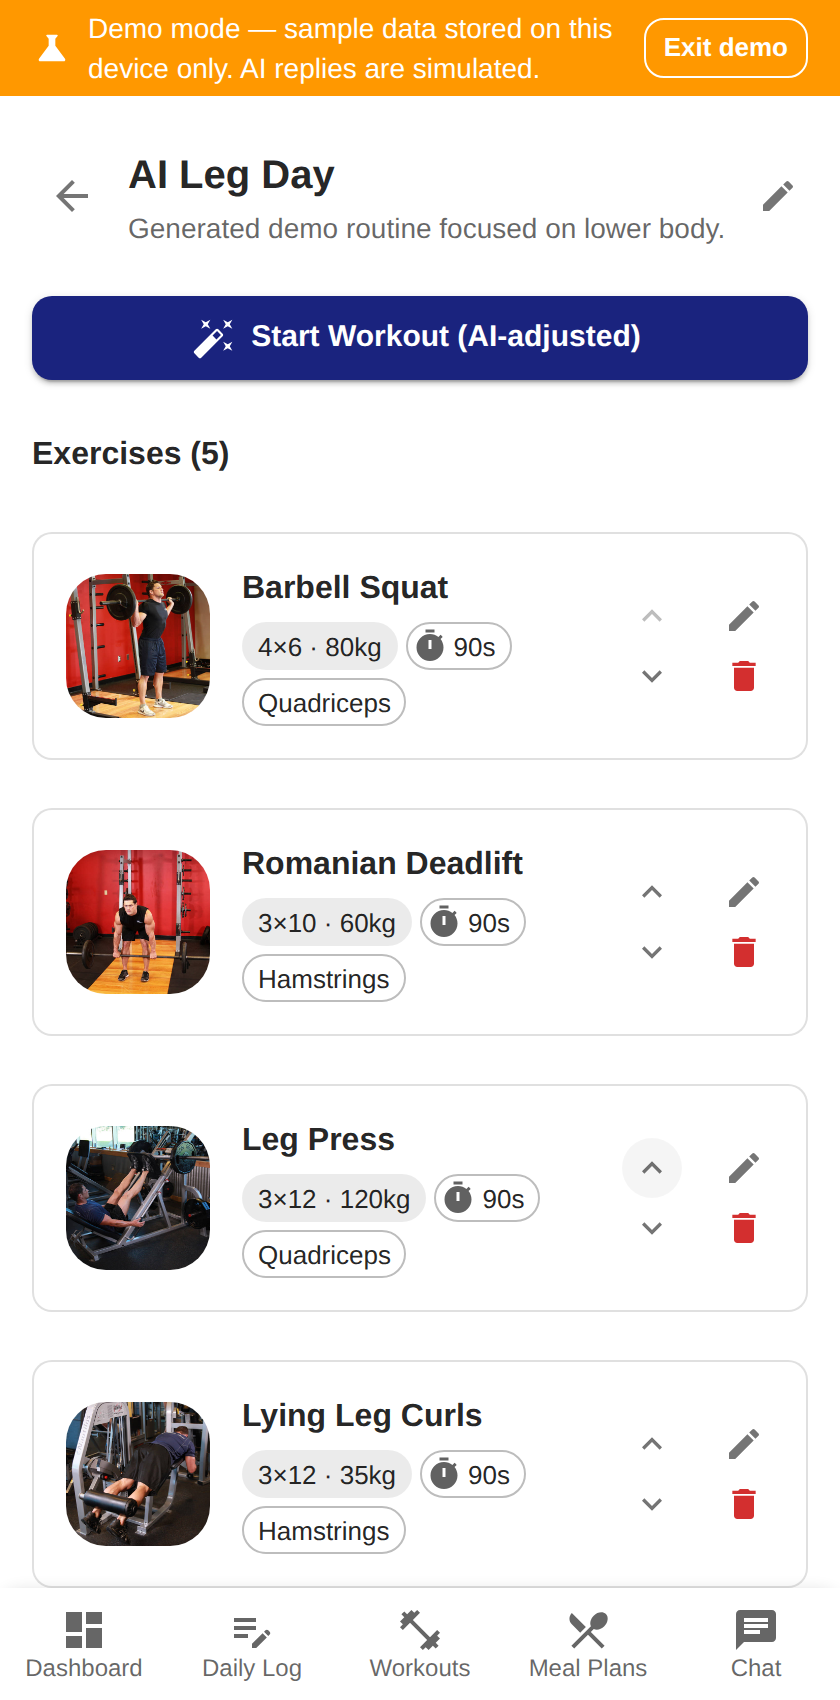 Demo mode — sample data stored on this
device only. AI replies are simulated.
Exit demo
AI Leg Day
Generated demo routine focused on lower body.
Start Workout (AI-adjusted)
Exercises (5)
Barbell Squat
4×6 · 80kg
90s
Quadriceps
Romanian Deadlift
3×10 · 60kg
90s
Hamstrings
Leg Press
3×12 · 120kg
90s
Quadriceps
Lying Leg Curls
3×12 · 35kg
90s
Hamstrings
Dashboard
Daily Log
Workouts
Meal Plans
Chat